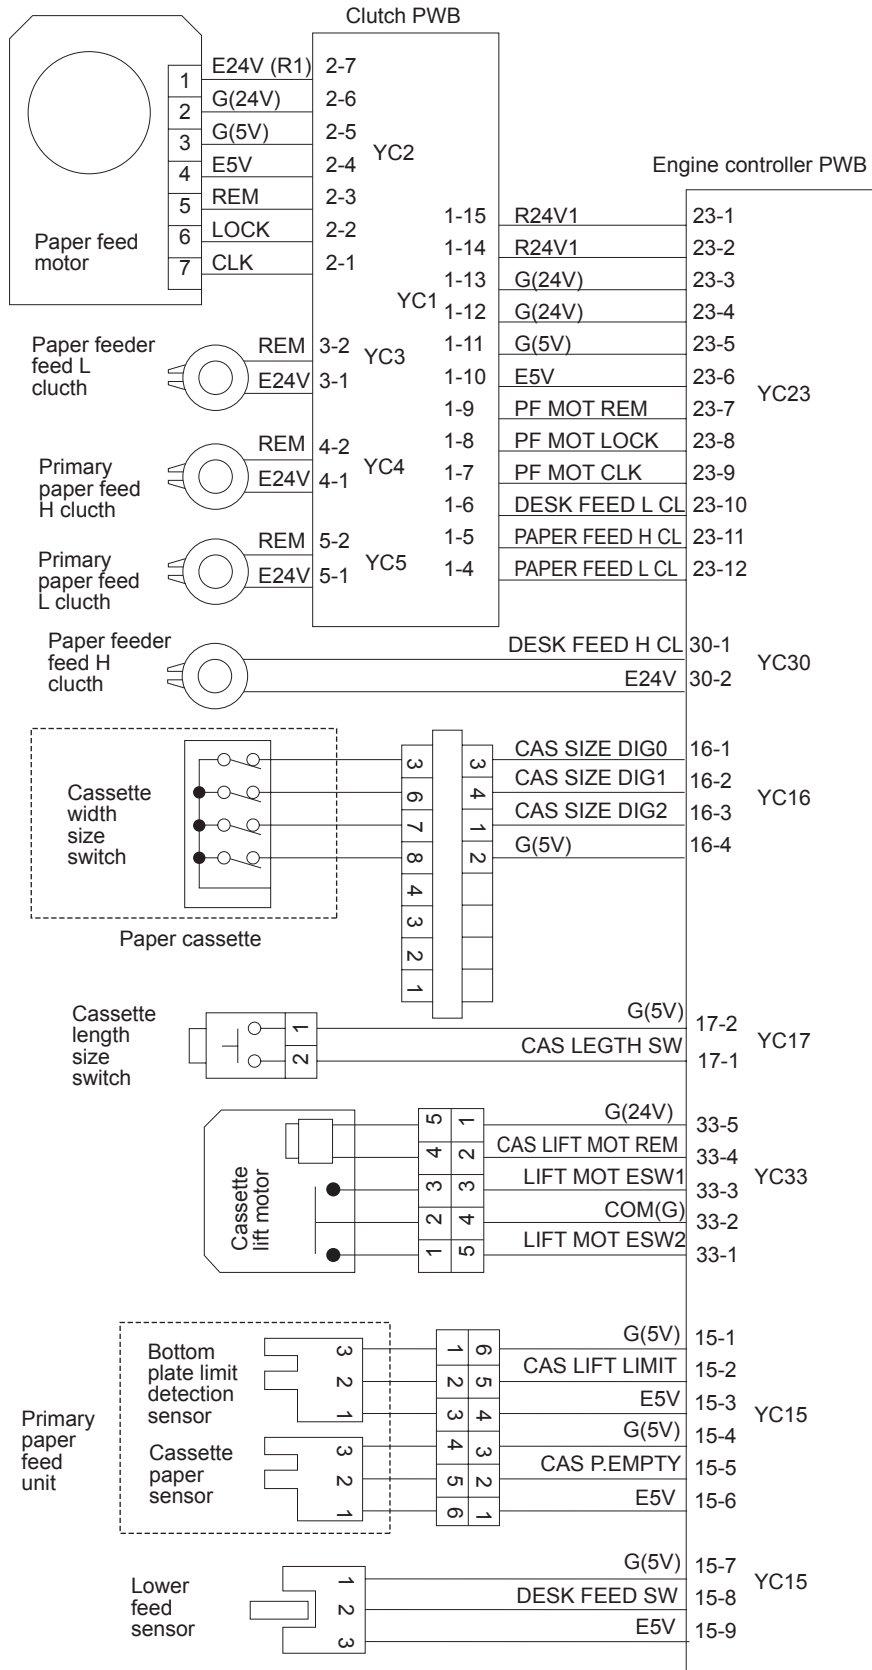 Clutch PWB
1 E24V (R1) 2-7
2 G(24V) 2-6
3 G(5V) 2-5
YC2
4 E5V 2-4
5 REM 2-3
6 LOCK 2-2
7 CLK 2-1
Paper feed
motor
Engine controller PWB
1-15 R24V1 23-1
1-14 R24V1 23-2
1-13 G(24V) 23-3
YC1
1-12 G(24V) 23-4
1-11 G(5V) 23-5
1-10 E5V 23-6
YC23
1-9 PF MOT REM 23-7
1-8 PF MOT LOCK 23-8
1-7 PF MOT CLK 23-9
1-6 DESK FEED L CL 23-10
1-5 PAPER FEED H CL 23-11
1-4 PAPER FEED L CL 23-12
Paper feeder
feed L
clucth
REM 3-2
YC3
E24V 3-1
Primary
paper feed
H clucth
REM 4-2
YC4
E24V 4-1
Primary
paper feed
L clucth
REM 5-2
YC5
E24V 5-1
Paper feeder
feed H
clucth
DESK FEED H CL 30-1
YC30
E24V 30-2
Cassette
width
size
switch
Paper cassette
3 3 CAS SIZE DIG0 16-1
6 4 CAS SIZE DIG1 16-2
YC16
7 1 CAS SIZE DIG2 16-3
8 2 G(5V) 16-4
4
3
2
1
Cassette
length
size
switch
1 G(5V) 17-2
YC17
2 CAS LEGTH SW 17-1
Cassette
lift motor
5 1 G(24V) 33-5
4 2 CAS LIFT MOT REM 33-4
3 3 LIFT MOT ESW1 33-3
YC33
2 4 COM(G) 33-2
1 5 LIFT MOT ESW2 33-1
Primary
paper
feed
unit
Bottom
plate limit
detection
sensor
3 1 6 G(5V) 15-1
2 2 5 CAS LIFT LIMIT 15-2
1 3 4 E5V 15-3
YC15
Cassette
paper
sensor
3 4 3 G(5V) 15-4
2 5 2 CAS P.EMPTY 15-5
1 6 1 E5V 15-6
Lower
feed
sensor
1 G(5V) 15-7
YC15
2 DESK FEED SW 15-8
3 E5V 15-9